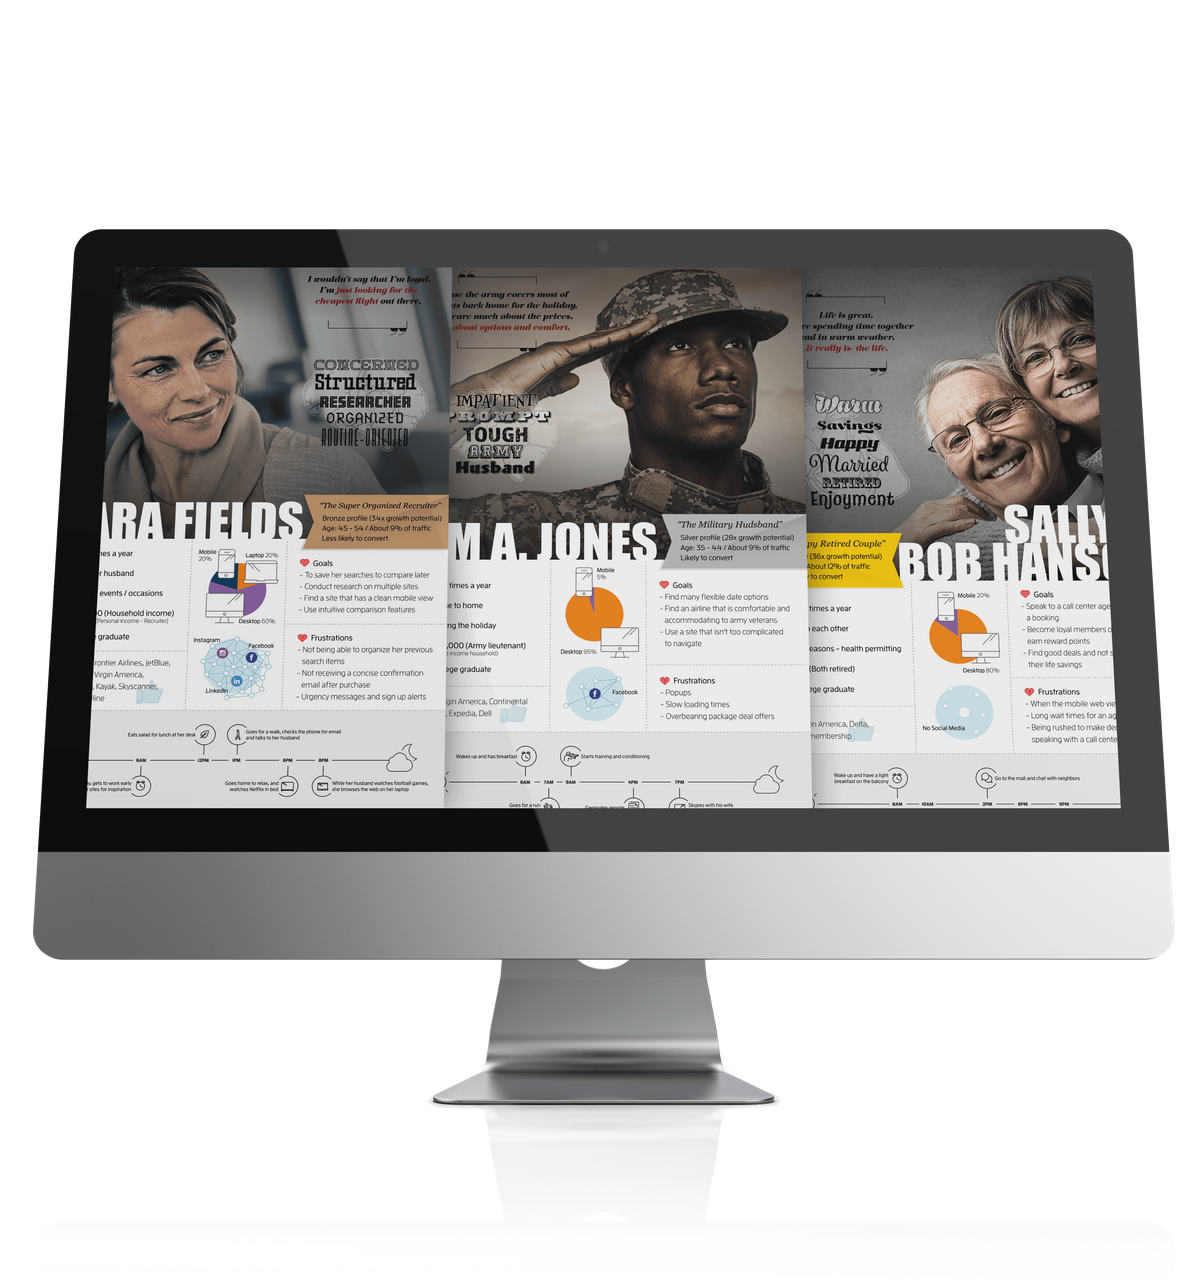 I wouldn't say that I'm loyal.
I'm just looking for the
cheapest flight out there.
CONCERNED
Structured
RESEARCHER
ORGANIZED
ROUTINE-ORIENTED
ARA FIELDS
"The Super Organized Recruiter"
Bronze profile (34x growth potential)
Age: 45 - 54 / About 9% of traffic
Less likely to convert
mes a year
r husband
events / occasions
00 (Household income)
(Personal income - Recruiter)
graduate
rontier Airlines, JetBlue,
Virgin America,
, Kayak, Skyscanner,
eline
Mobile
20%
Laptop 20%
Desktop 60%
Instagram
Facebook
LinkedIn
Goals
- To save her searches to compare later
- Conduct research on multiple sites
- Find a site that has a clean mobile view
- Use intuitive comparison features
Frustrations
- Not being able to organize her previous
search items
- Not receiving a concise confirmation
email after purchase
- Urgency messages and sign up alerts
Eats salad for lunch at her desk
Goes for a walk, checks the phone for email
and talks to her husband
6AM
12PM
1PM
6PM
8PM
, gets to work early
sites for inspiration
Goes home to relax, and
watches Netflix in bed
While her husband watches football games,
she browses the web on her laptop
use the army covers most of
ts back home for the holiday,
care much about the prices.
about options and comfort.
IMPATIENT
PROMPT
TOUGH
ARMY
Husband
M A. JONES
"The Military Hudsband"
Silver profile (28x growth potential)
Age: 35 - 44 / About 9% of traffic
Likely to convert
times a year
e to home
ng the holiday
,000 (Army lieutenant)
income household)
ege graduate
gin America, Continental
, Expedia, Dell
Mobile
5%
Desktop 95%
Facebook
Goals
- Find many flexible date options
- Find an airline that is comfortable and
accommodating to army veterans
- Use a site that isn't too complicated
to navigate
Frustrations
- Popups
- Slow loading times
- Overbearing package deal offers
Wakes up and has breakfast
Starts training and conditioning
6AM
7AM
9AM
4PM
7PM
Goes for a run
Generates reports
Skypes with his wife
Life is great.
re spending time together
nd in warm weather.
It really is the life.
Warm
Savings
Happy
Married
RETIRED
Enjoyment
SALLY
BOB HANSO
ppy Retired Couple"
(36x growth potential)
About 12% of traffic
y to convert
times a year
each other
easons - health permitting
(Both retired)
ege graduate
in America, Delta,
membership
Mobile 20%
Desktop 80%
No Social Media
Goals
- Speak to a call center age
a booking
- Become loyal members o
earn reward points
- Find good deals and not s
their life savings
Frustrations
- When the mobile web vie
- Long wait times for an ag
- Being rushed to make de
speaking with a call cente
Wake up and have a light
breakfast on the balcony
Go to the mall and chat with neighbors
8AM
10AM
2PM
6PM
9PM